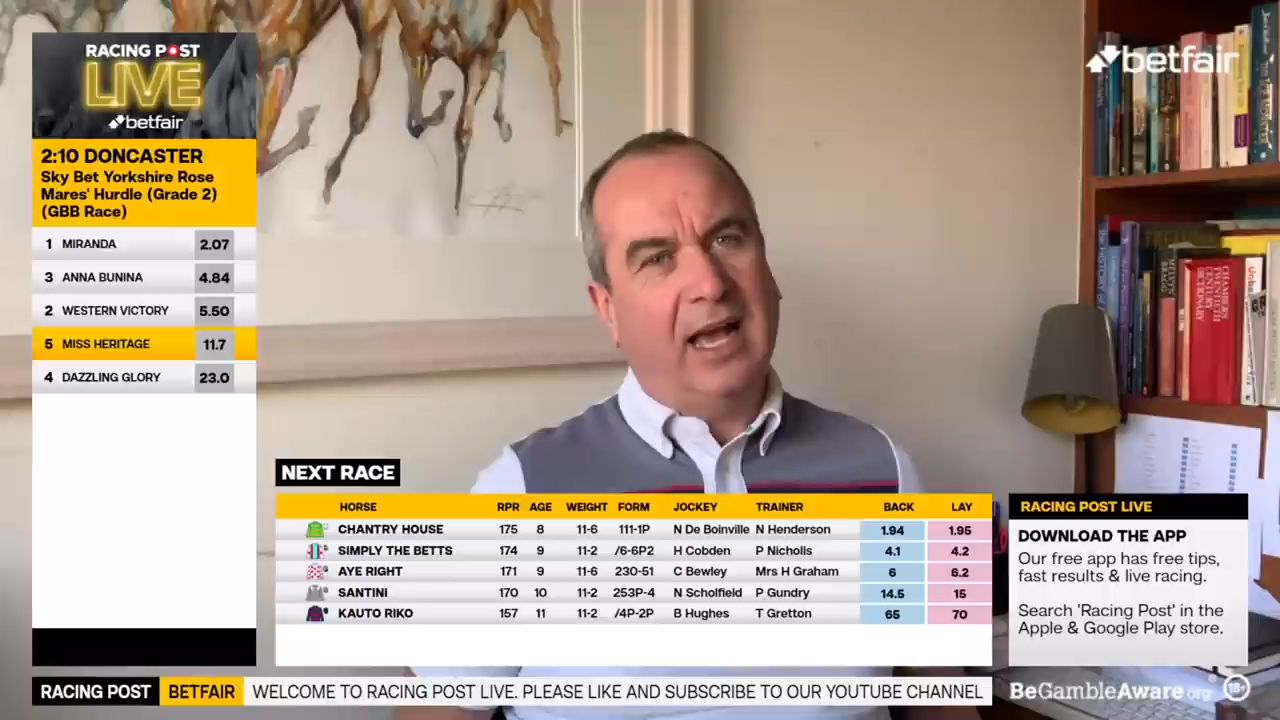 RACING POST
LIVE
betfair
2:10 DONCASTER
Sky Bet Yorkshire Rose
Mares' Hurdle (Grade 2)
(GBB Race)
1 MIRANDA 2.07
3 ANNA BUNINA 4.84
2 WESTERN VICTORY 5.50
5 MISS HERITAGE 11.7
4 DAZZLING GLORY 23.0
betfair
CHAMBERS
TWENTIETH
CENTURY
DICTIONARY
NEXT RACE
HORSE RPR AGE WEIGHT FORM JOCKEY TRAINER BACK LAY
CHANTRY HOUSE 175 8 11-6 111-1P N De Boinville N Henderson 1.94 1.95
SIMPLY THE BETTS 174 9 11-2 /6-6P2 H Cobden P Nicholls 4.1 4.2
AYE RIGHT 171 9 11-6 230-51 C Bewley Mrs H Graham 6 6.2
SANTINI 170 10 11-2 253P-4 N Scholfield P Gundry 14.5 15
KAUTO RIKO 157 11 11-2 /4P-2P B Hughes T Gretton 65 70
RACING POST LIVE
DOWNLOAD THE APP
Our free app has free tips,
fast results & live racing.
Search 'Racing Post' in the
Apple & Google Play store.
RACING POST BETFAIR WELCOME TO RACING POST LIVE. PLEASE LIKE AND SUBSCRIBE TO OUR YOUTUBE CHANNEL
BeGambleAware.org 18+